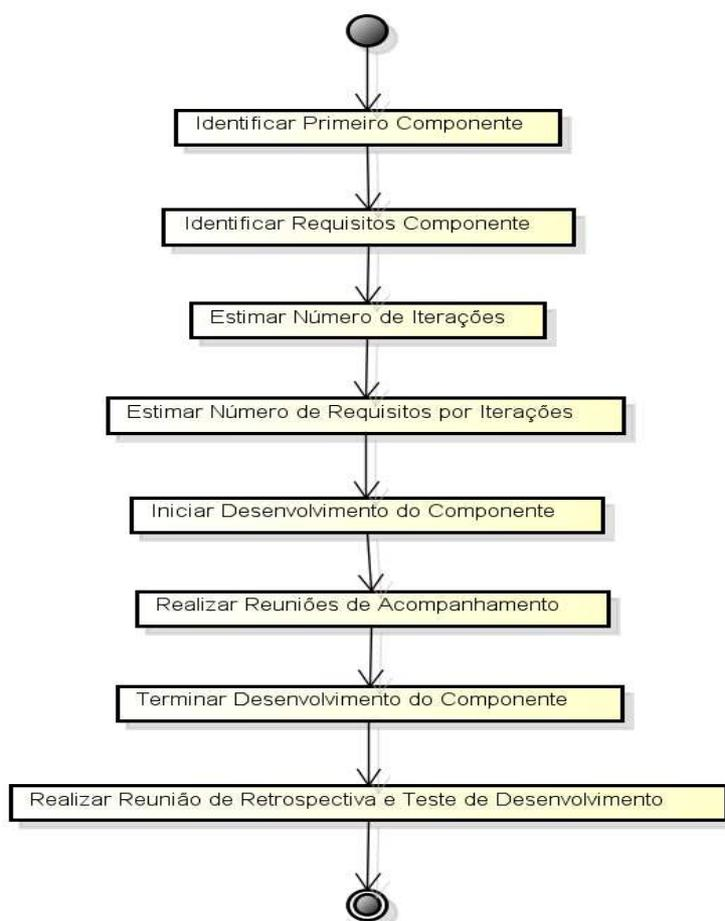 Identificar Primeiro Componente
Identificar Requisitos Componente
Estimar Número de Iterações
Estimar Número de Requisitos por Iterações
Iniciar Desenvolvimento do Componente
Realizar Reuniões de Acompanhamento
Terminar Desenvolvimento do Componente
Realizar Reunião de Retrospectiva e Teste de Desenvolvimento